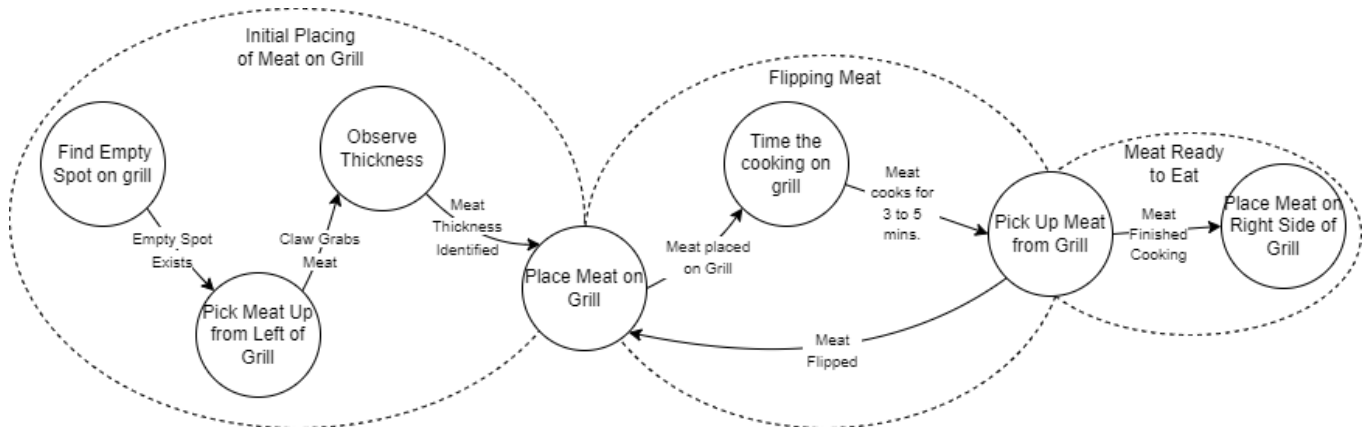 Initial Placing
of Meat on Grill
Find Empty
Spot on grill
Empty Spot
Exists
Pick Meat Up
from Left of
Grill
Claw Grabs
Meat
Observe
Thickness
Meat
Thickness
Identified
Place Meat on
Grill
Flipping Meat
Meat placed
on Grill
Time the
cooking on
grill
Meat
cooks for
3 to 5
mins.
Pick Up Meat
from Grill
Meat
Flipped
Meat Ready
to Eat
Meat
Finished
Cooking
Place Meat on
Right Side of
Grill